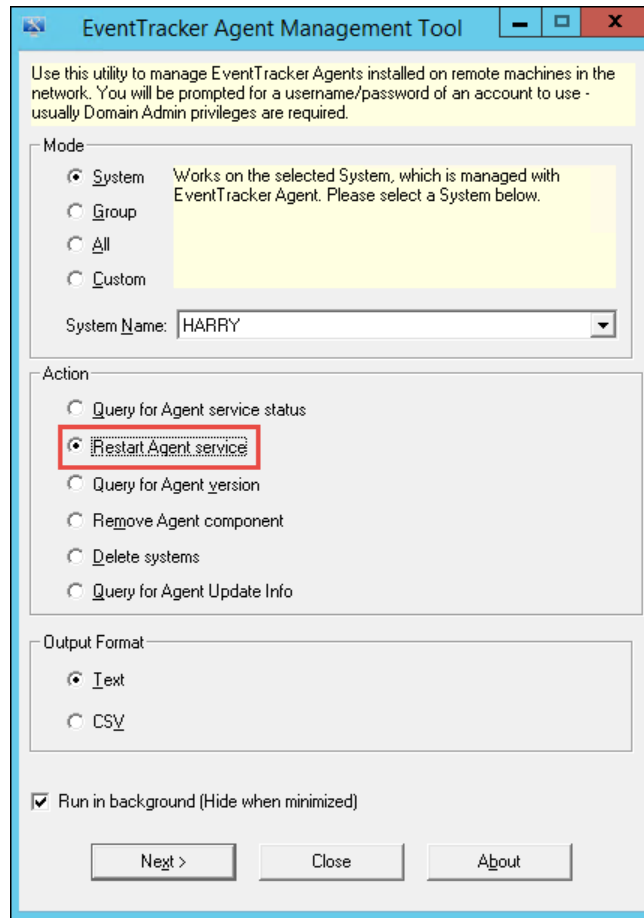 EventTracker Agent Management Tool
Use this utility to manage EventTracker Agents installed on remote machines in the
network. You will be prompted for a username/password of an account to use -
usually Domain Admin privileges are required.
Mode
System
Works on the selected System, which is managed with
EventTracker Agent. Please select a System below.
Group
All
Custom
System Name: HARRY
Action
Query for Agent service status
Restart Agent service
Query for Agent version
Remove Agent component
Delete systems
Query for Agent Update Info
Output Format
Text
CSV
Run in background (Hide when minimized)
Next > Close About